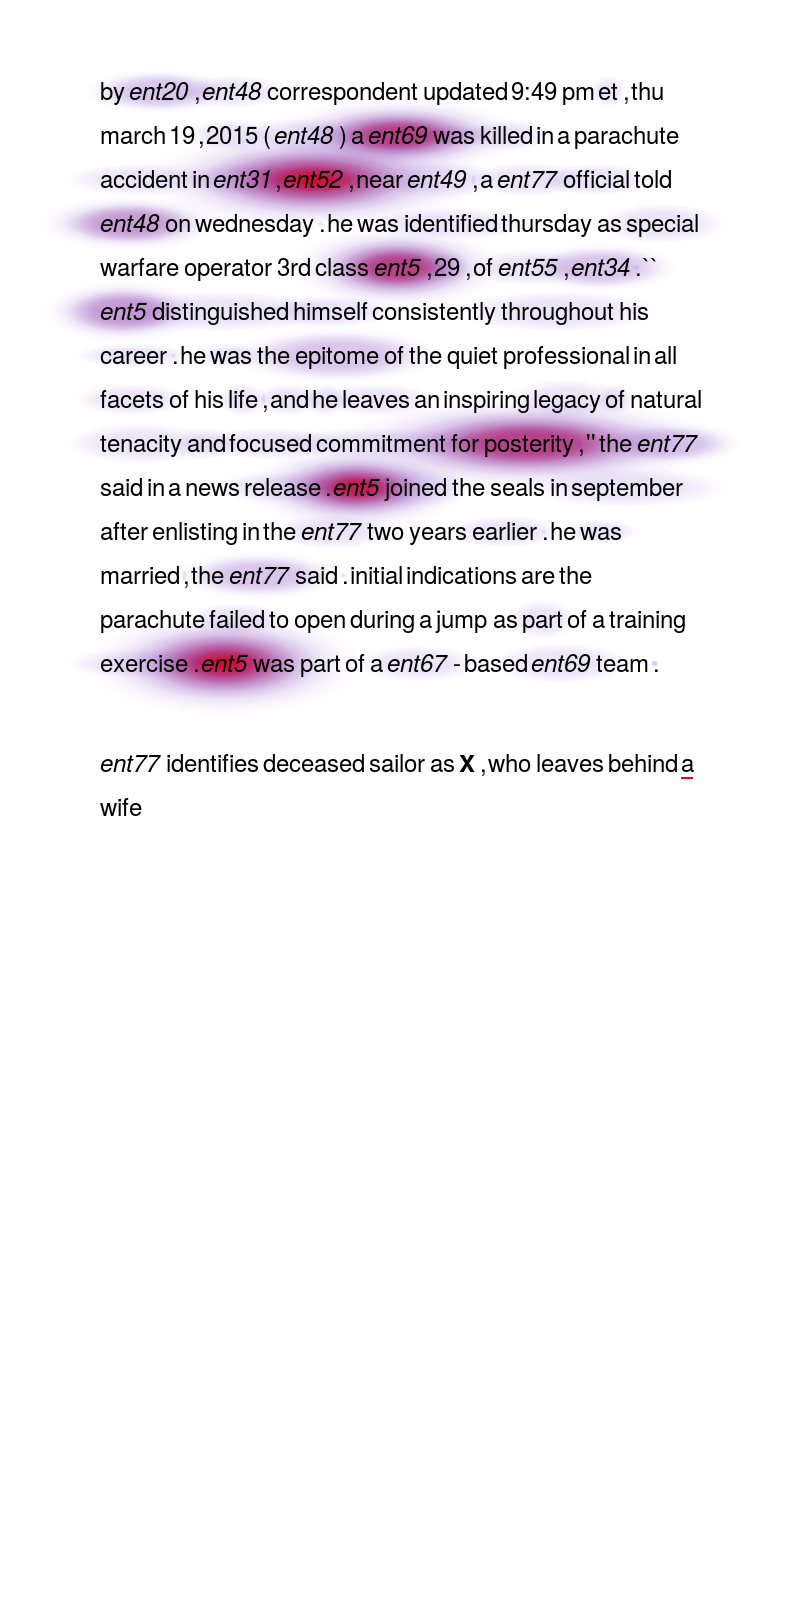 by ent20 , ent48 correspondent updated 9:49 pm et , thu
march 19 , 2015 ( ent48 ) a ent69 was killed in a parachute
accident in ent31 , ent52 , near ent49 , a ent77 official told
ent48 on wednesday . he was identified thursday as special
warfare operator 3rd class ent5 , 29 , of ent55 , ent34 . ``
ent5 distinguished himself consistently throughout his
career . he was the epitome of the quiet professional in all
facets of his life , and he leaves an inspiring legacy of natural
tenacity and focused commitment for posterity , '' the ent77
said in a news release . ent5 joined the seals in september
after enlisting in the ent77 two years earlier . he was
married , the ent77 said . initial indications are the
parachute failed to open during a jump as part of a training
exercise . ent5 was part of a ent67 - based ent69 team .
ent77 identifies deceased sailor as X , who leaves behind a
wife